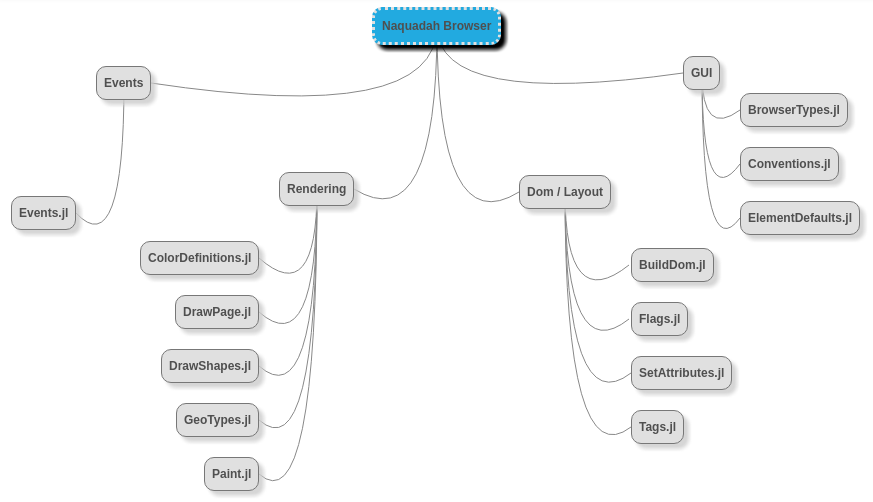 Naquadah Browser
Events
Events.jl
Rendering
ColorDefinitions.jl
DrawPage.jl
DrawShapes.jl
GeoTypes.jl
Paint.jl
Dom / Layout
BuildDom.jl
Flags.jl
SetAttributes.jl
Tags.jl
GUI
BrowserTypes.jl
Conventions.jl
ElementDefaults.jl